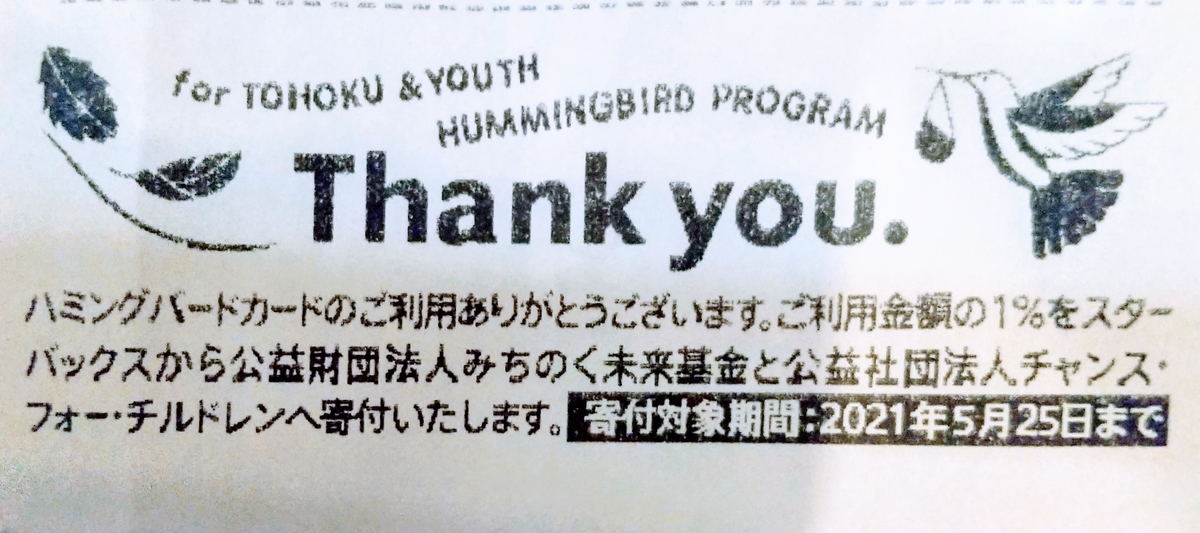 for TOHOKU & YOUTH
HUMMINGBIRD PROGRAM
Thank you.
ハミングバードカードのご利用ありがとうございます。ご利用金額の1%をスター
バックスから公益財団法人みちのく未来基金と公益社団法人チャンス・
フォー・チルドレンへ寄付いたします。 寄付対象期間:2021年5月25日まで